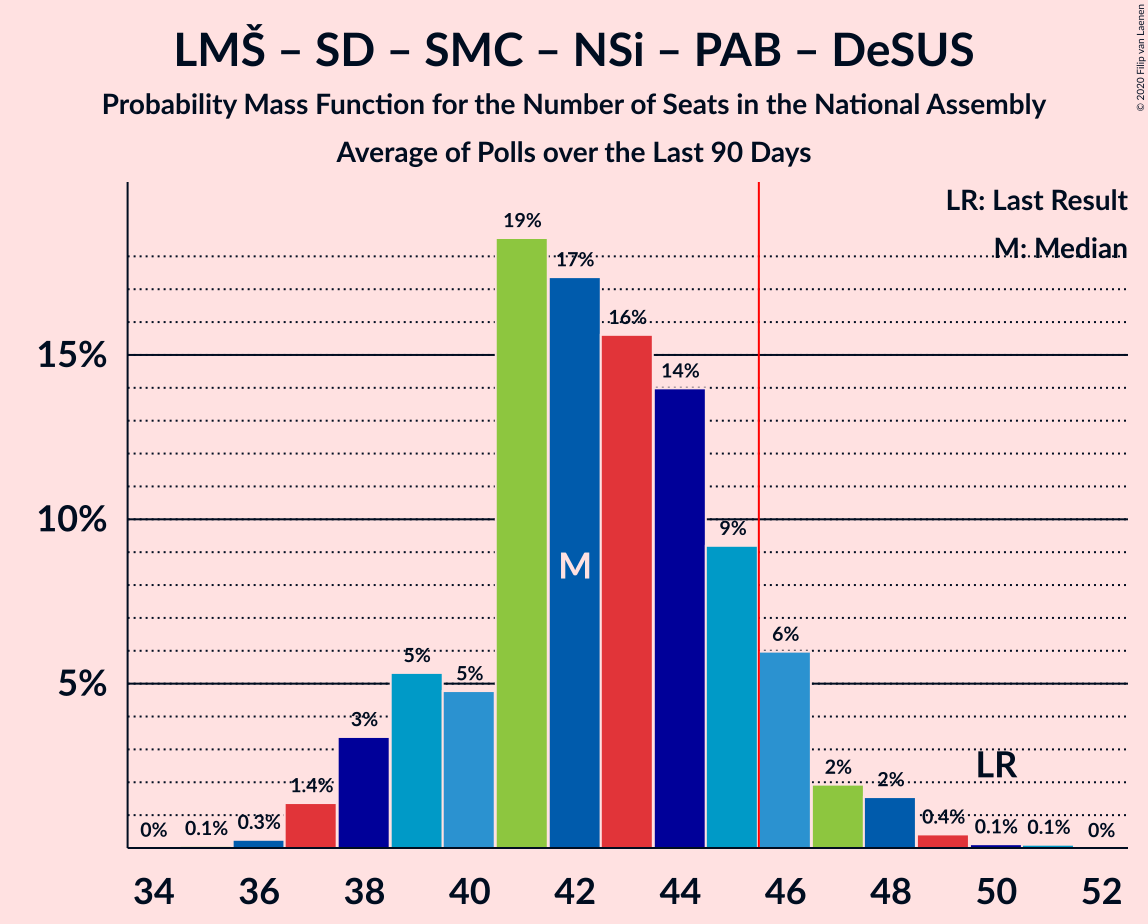 LMŠ – SD – SMC – NSi – PAB – DeSUS
Probability Mass Function for the Number of Seats in the National Assembly
Average of Polls over the Last 90 Days
© 2020 Filip van Laenen
LR: Last Result
M: Median
15%
10%
5%
0%
0.1%
0.3%
1.4%
3%
5%
5%
19%
17%
16%
14%
9%
6%
2%
2%
0.4%
0.1%
0.1%
0%
M
LR
34 36 38 40 42 44 46 48 50 52